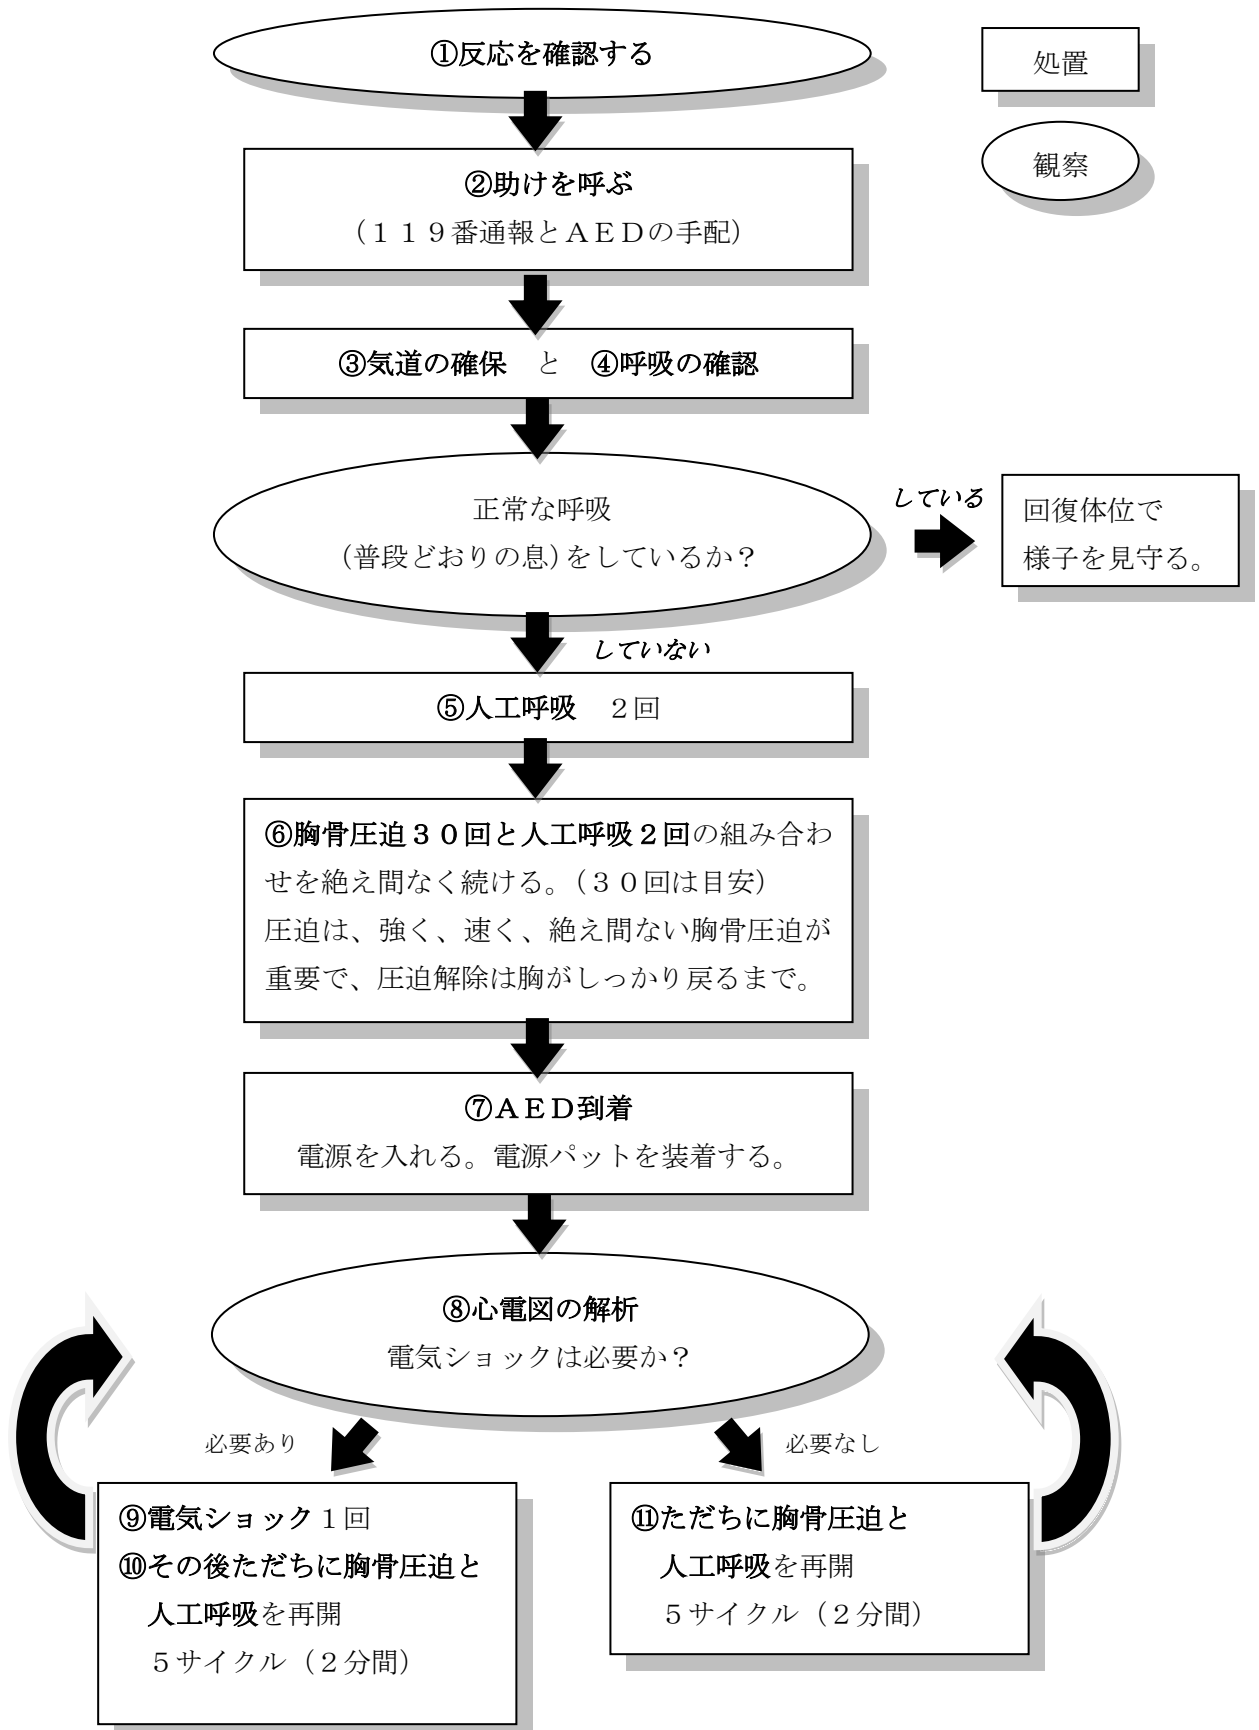 ①反応を確認する
処置
観察
②助けを呼ぶ
（１１９番通報とＡＥＤの手配）
③気道の確保　と　④呼吸の確認
正常な呼吸
（普段どおりの息）をしているか？
している
回復体位で
様子を見守る。
していない
⑤人工呼吸　２回
⑥胸骨圧迫３０回と人工呼吸２回の組み合わ
せを絶え間なく続ける。（３０回は目安）
圧迫は、強く、速く、絶え間ない胸骨圧迫が
重要で、圧迫解除は胸がしっかり戻るまで。
⑦ＡＥＤ到着
電源を入れる。電源パットを装着する。
⑧心電図の解析
電気ショックは必要か？
必要あり
必要なし
⑨電気ショック１回
⑩その後ただちに胸骨圧迫と
人工呼吸を再開
５サイクル（２分間）
⑪ただちに胸骨圧迫と
人工呼吸を再開
５サイクル（２分間）